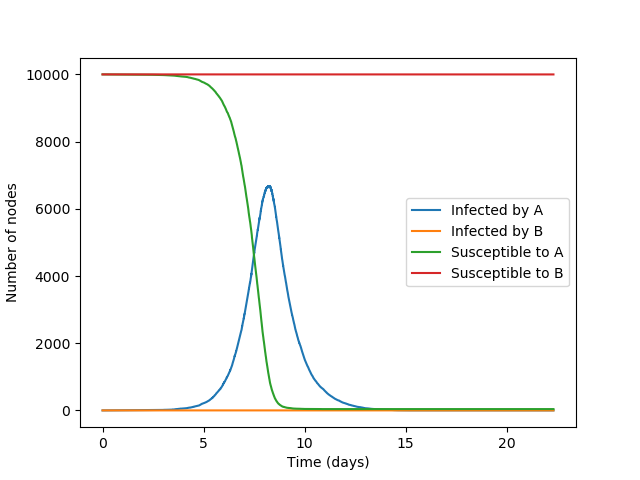 Number of nodes
10000
8000
6000
4000
2000
0
Infected by A
Infected by B
Susceptible to A
Susceptible to B
0 5 10 15 20
Time (days)